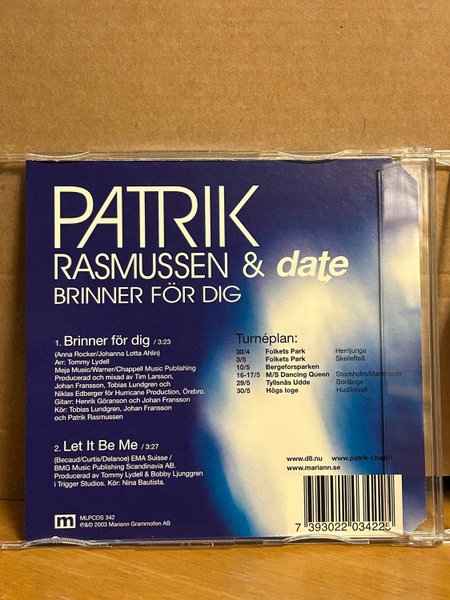 PATRIK
RASMUSSEN & date
BRINNER FÖR DIG
1. Brinner för dig / 3:23
(Anna Rocker/Johanna Lotta Ahlin)
Arr: Tommy Lydell
Meja Music/Warner/Chappell Music Publishing
Producerad och mixad av Tim Larsson,
Johan Fransson, Tobias Lundgren och
Niklas Edberger för Hurricane Production, Örebro.
Gitarr: Henrik Göranson och Johan Fransson
Kör: Tobias Lundgren, Johan Fransson
och Patrik Rasmussen
2. Let It Be Me / 3:27
(Becaud/Curtis/Delanoe) EMA Suisse /
BMG Music Publishing Scandinavia AB.
Producerad av Tommy Lydell & Bobby Ljunggren
i Trigger Studios. Kör: Nina Bautista.
Turnéplan:
30/4 Folkets Park Herrljunga
3/5 Folkets Park Skellefteå
10/5 Bergeforsparken
16-17/5 M/S Dancing Queen Stockholm/Mariehamn
29/5 Tyllsnäs Udde Borlänge
30/5 Högs loge Hudiksvall
www.d8.nu
www.mariann.se
m
MLPCDS 342
℗&© 2003 Mariann Grammofon AB
7 393022 034225